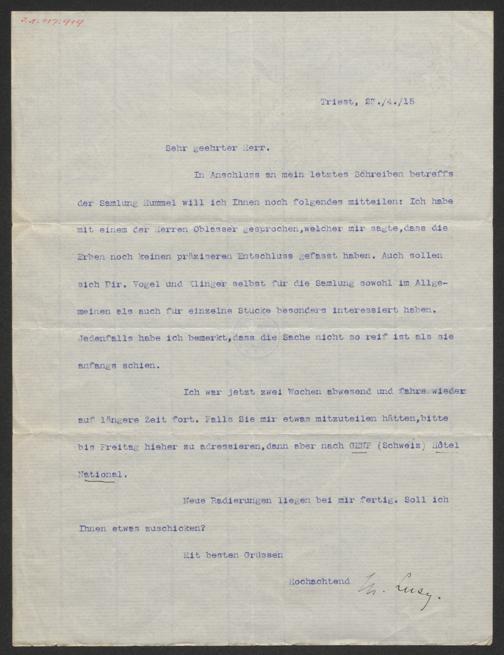 Triest, 27./4./15
Sehr geehrter Herr.
In Anschluss an mein letztes Schreiben betreffs
der Samlung Hummel will ich Ihnen noch folgendes mitteilen: Ich habe
mit einem der Herren Oblasser gesprochen,welcher mir sagte,dass die
Erben noch keinen präziseren Entschluss gefasst haben. Auch sollen
sich Dir. Vogel und Klinger selbst für die Samlung sowohl im Allge-
meinen als auch für einzelne Stücke besonders interessiert haben.
Jedenfalls habe ich bemerkt,dass die Sache nicht so reif ist als sie
anfangs schien.
Ich war jetzt zwei Wochen abwesend und fahre wieder
auf längere Zeit fort. Falls Sie mir etwas mitzuteilen hätten,bitte
bis Freitag hieher zu adressieren,dann aber nach GENF (Schweiz) Hôtel
National.
Neue Radierungen liegen bei mir fertig. Soll ich
Ihnen etwas zuschicken?
Mit besten Grüssen
Hochachtend
M. Lusy.